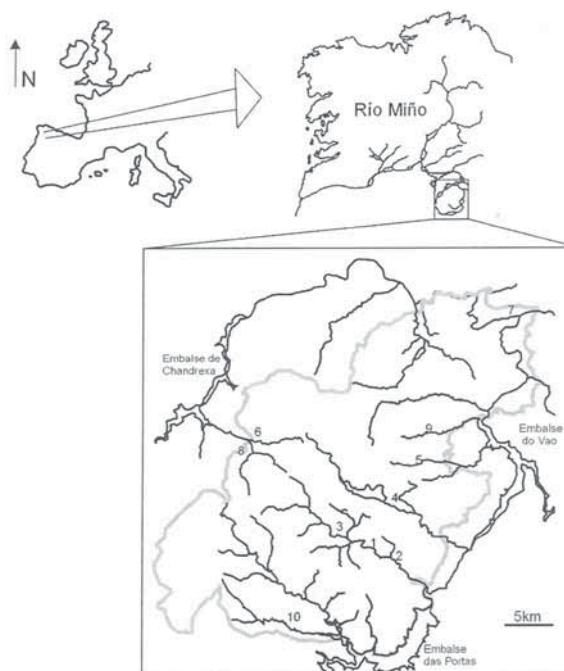 N
Río Miño
7
Embalse de
Chandrexa
6
9
Embalse
do Vao
8
5
4
3
1
2
10
5km
Embalse
das Portas